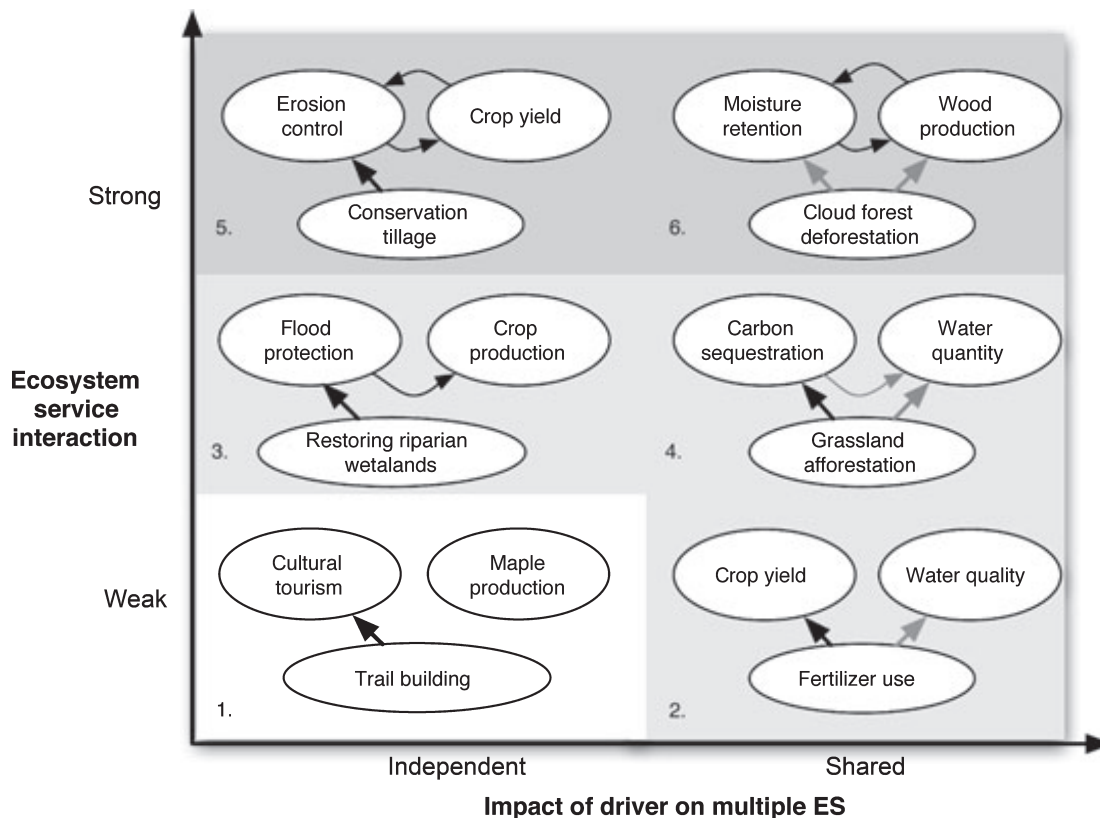 Erosion
control
Crop yield
Conservation
tillage
5.
Moisture
retention
Wood
production
Cloud forest
deforestation
6.
Strong
Flood
protection
Crop
production
Restoring riparian
wetalands
3.
Carbon
sequestration
Water
quantity
Grassland
afforestation
4.
Ecosystem
service
interaction
Cultural
tourism
Maple
production
Trail building
1.
Crop yield
Water quality
Fertilizer use
2.
Weak
Independent
Shared
Impact of driver on multiple ES